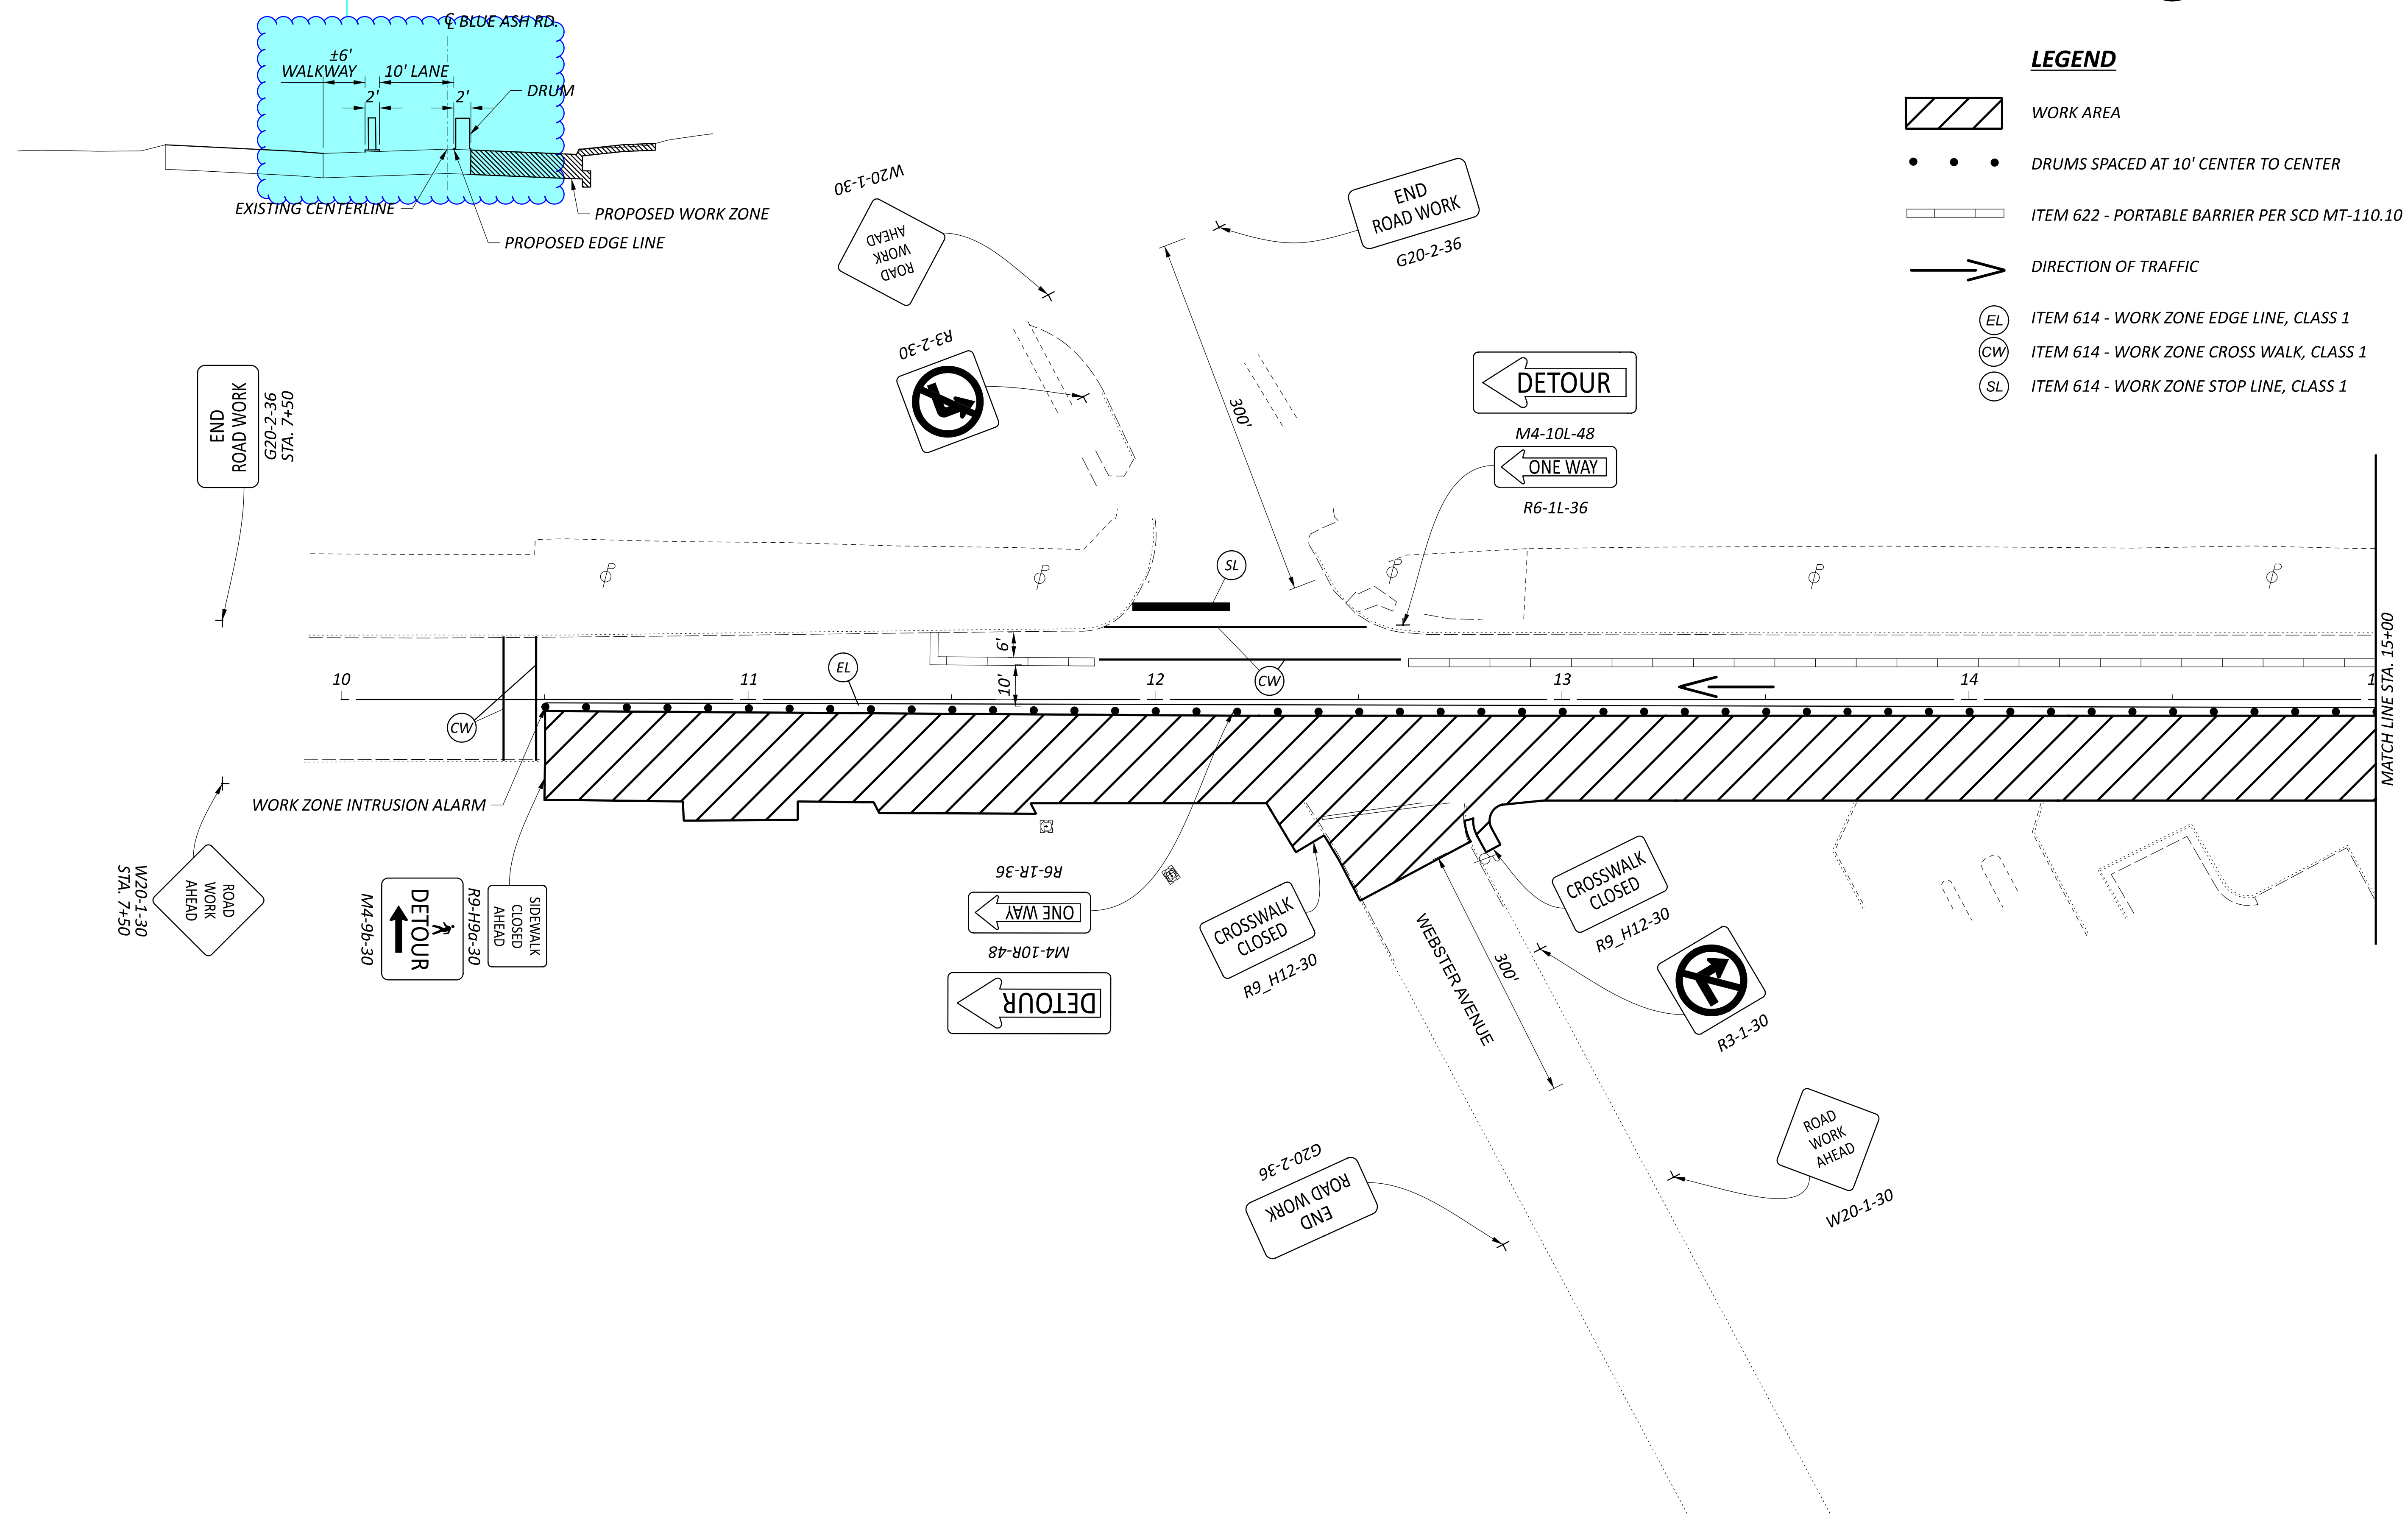 ℄ BLUE ASH RD.
±6'
WALKWAY
10' LANE
2'
2'
DRUM
EXISTING CENTERLINE
PROPOSED WORK ZONE
PROPOSED EDGE LINE
LEGEND
WORK AREA
DRUMS SPACED AT 10' CENTER TO CENTER
ITEM 622 - PORTABLE BARRIER PER SCD MT-110.10
DIRECTION OF TRAFFIC
EL
ITEM 614 - WORK ZONE EDGE LINE, CLASS 1
CW
ITEM 614 - WORK ZONE CROSS WALK, CLASS 1
SL
ITEM 614 - WORK ZONE STOP LINE, CLASS 1
W20-1-30
ROAD
WORK
AHEAD
END
ROAD WORK
G20-2-36
R3-2-30
300'
DETOUR
M4-10L-48
ONE WAY
R6-1L-36
END
ROAD WORK
G20-2-36
STA. 7+50
SL
6'
10'
EL
CW
CW
10
11
12
13
14
1
MATCH LINE STA. 15+00
WORK ZONE INTRUSION ALARM
W20-1-30
STA. 7+50
ROAD
WORK
AHEAD
M4-9b-30
DETOUR
R9-H9a-30
SIDEWALK
CLOSED
AHEAD
R6-1R-36
ONE WAY
M4-10R-48
DETOUR
CROSSWALK
CLOSED
R9_H12-30
CROSSWALK
CLOSED
R9_H12-30
WEBSTER AVENUE
300'
R3-1-30
G20-2-36
END
ROAD WORK
ROAD
WORK
AHEAD
W20-1-30